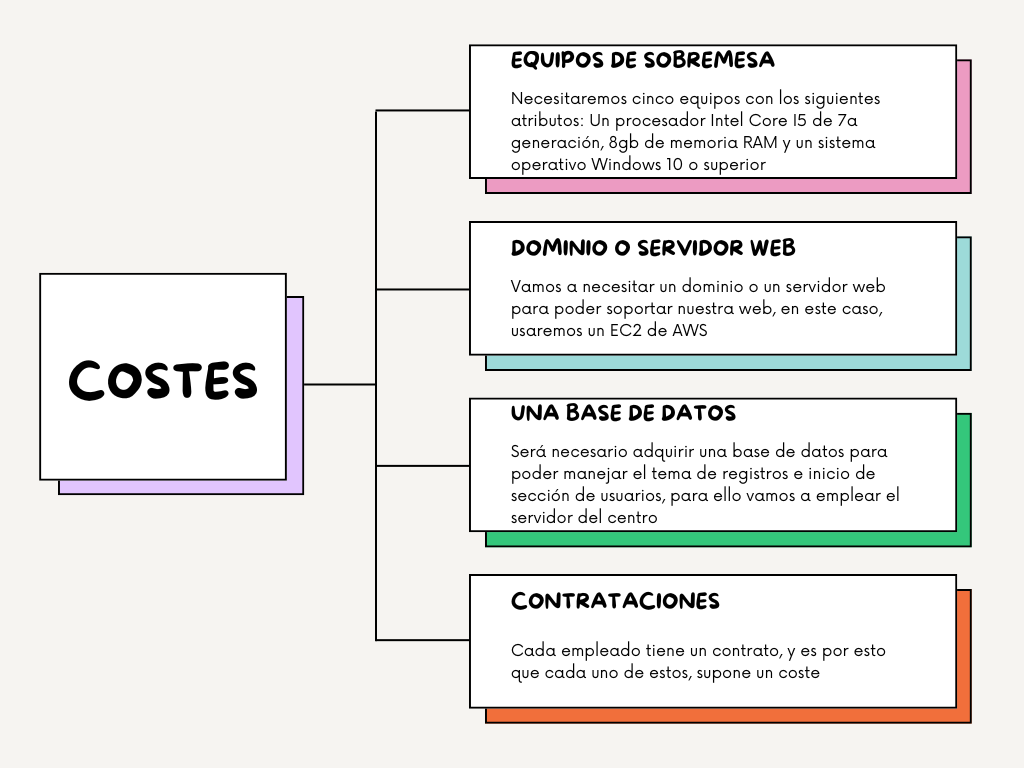 COSTES
EQUIPOS DE SOBREMESA
Necesitaremos cinco equipos con los siguientes
atributos: Un procesador Intel Core I5 de 7a
generación, 8gb de memoria RAM y un sistema
operativo Windows 10 o superior
DOMINIO O SERVIDOR WEB
Vamos a necesitar un dominio o un servidor web
para poder soportar nuestra web, en este caso,
usaremos un EC2 de AWS
UNA BASE DE DATOS
Será necesario adquirir una base de datos para
poder manejar el tema de registros e inicio de
sección de usuarios, para ello vamos a emplear el
servidor del centro
CONTRATACIONES
Cada empleado tiene un contrato, y es por esto
que cada uno de estos, supone un coste